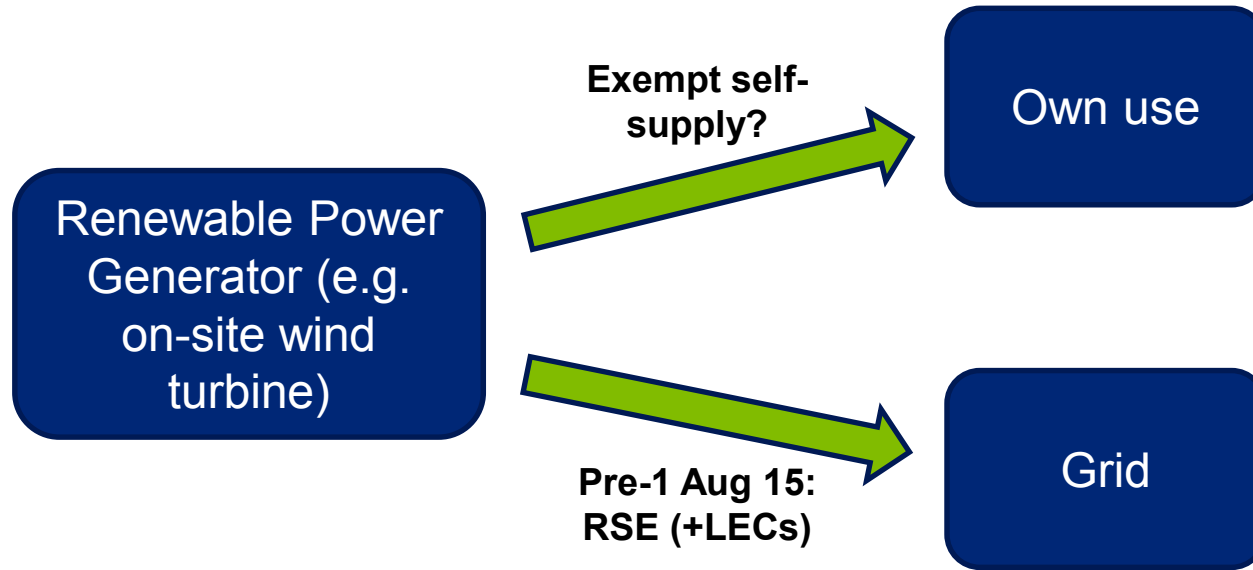 Exempt self-
supply?
Own use
Renewable Power
Generator (e.g.
on-site wind
turbine)
Pre-1 Aug 15:
RSE (+LECs)
Grid